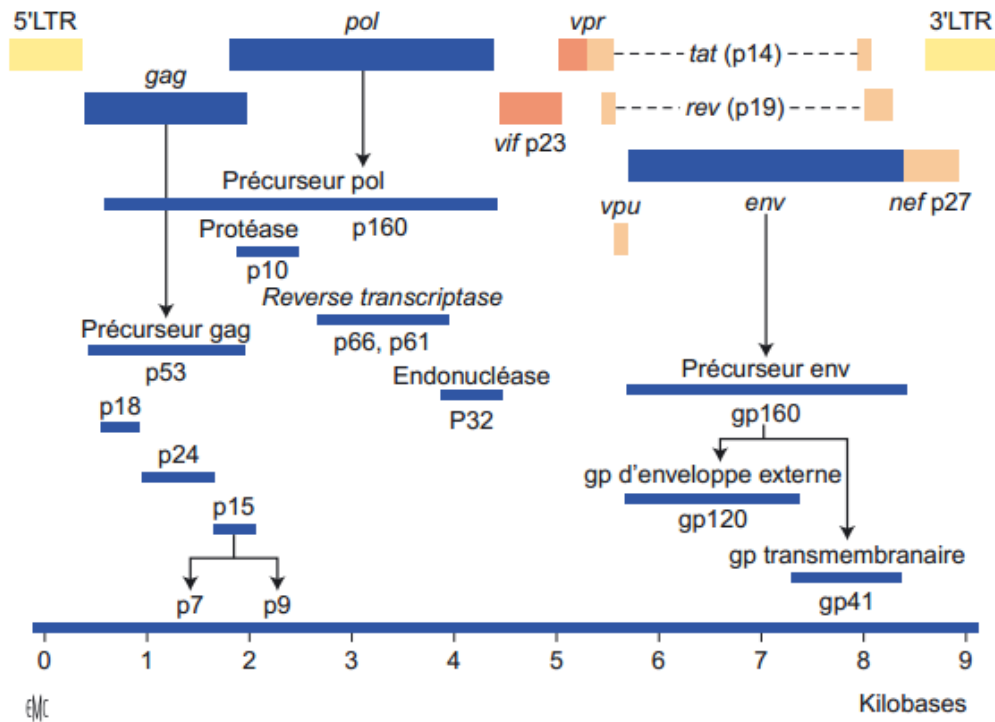 5'LTR
pol
vpr
3'LTR
tat (p14)
gag
rev (p19)
vif p23
Précurseur pol
p160
vpu
env
nef p27
Protéase
p10
Reverse transcriptase
p66, p61
Précurseur gag
p53
Endonucléase
P32
Précurseur env
gp160
p18
p24
gp d'enveloppe externe
gp120
p15
gp transmembranaire
gp41
p7
p9
0 1 2 3 4 5 6 7 8 9
EMC
Kilobases